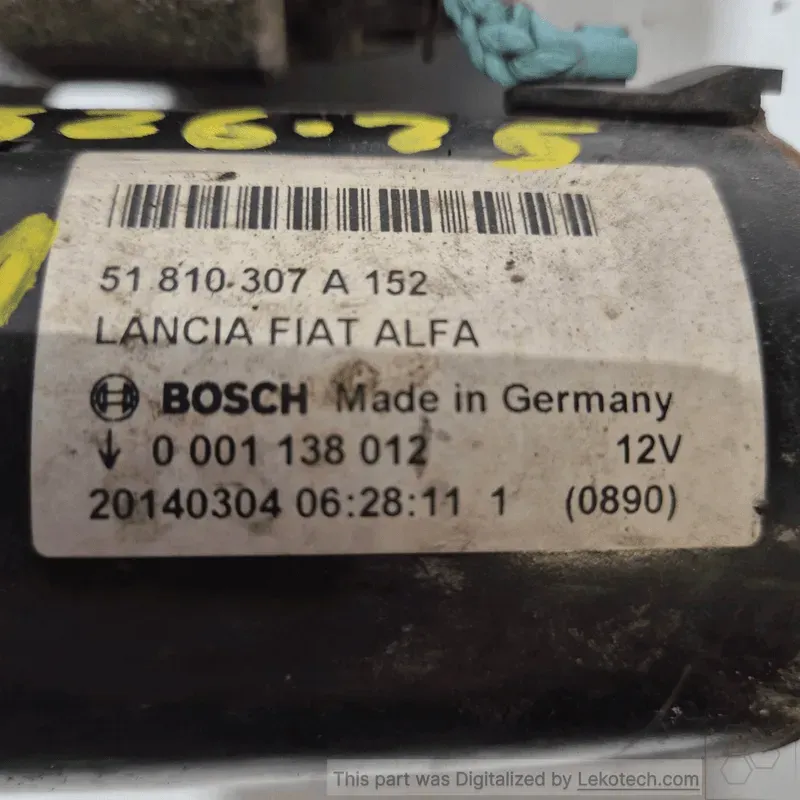 51 810 307 A 152
LANCIA FIAT ALFA
BOSCH Made in Germany
↓ 0 001 138 012 12V
20140304 06:28:11 1 (0890)
This part was Digitalized by Lekotech.com